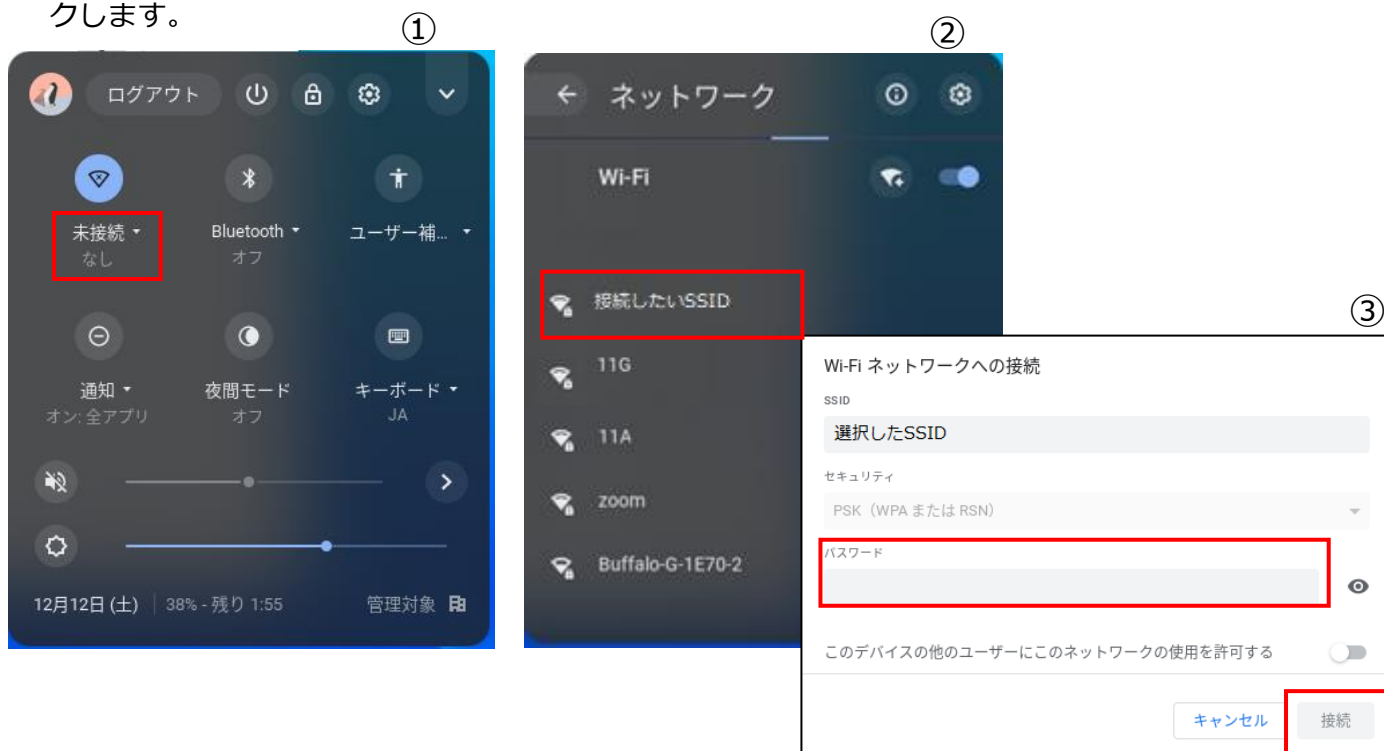 クします。
①
ログアウト
未接続
なし
Bluetooth
オフ
ユーザー補...
通知
オン: 全アプリ
夜間モード
オフ
キーボード
JA
12月12日 (土)
38% - 残り 1:55
管理対象
②
ネットワーク
Wi-Fi
接続したいSSID
11G
11A
zoom
Buffalo-G-1E70-2
③
Wi-Fi ネットワークへの接続
SSID
選択したSSID
セキュリティ
PSK（WPA または RSN）
パスワード
このデバイスの他のユーザーにこのネットワークの使用を許可する
キャンセル
接続